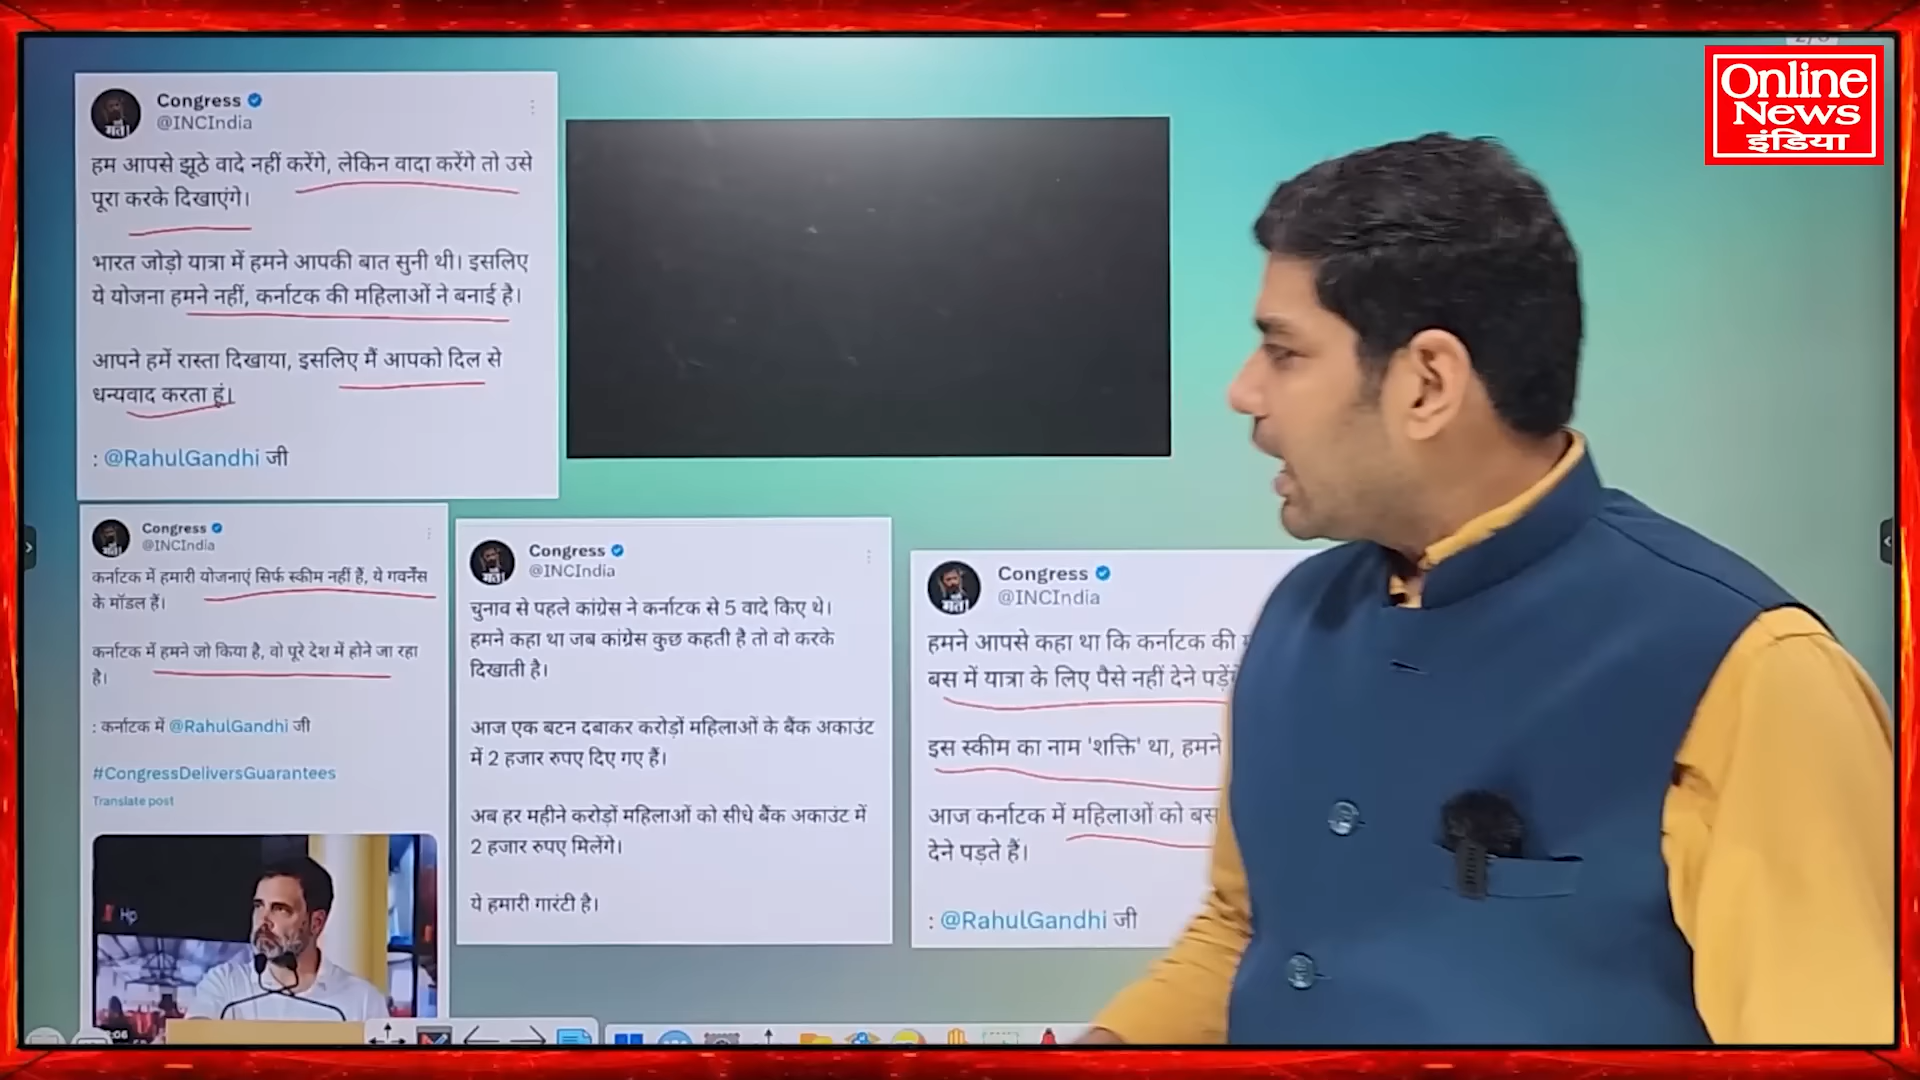 Online
News
इंडिया
Congress
@INCIndia
हम आपसे झूठे वादे नहीं करेंगे, लेकिन वादा करेंगे तो उसे
पूरा करके दिखाएंगे।
भारत जोड़ो यात्रा में हमने आपकी बात सुनी थी। इसलिए
ये योजना हमने नहीं, कर्नाटक की महिलाओं ने बनाई है।
आपने हमें रास्ता दिखाया, इसलिए मैं आपको दिल से
धन्यवाद करता हूं।
: @RahulGandhi जी
Congress
@INCIndia
कर्नाटक में हमारी योजनाएं सिर्फ स्कीम नहीं हैं, ये गवर्नेंस
के मॉडल हैं।
कर्नाटक में हमने जो किया है, वो पूरे देश में होने जा रहा
है।
: कर्नाटक में @RahulGandhi जी
#CongressDeliversGuarantees
Translate post
Congress
@INCIndia
चुनाव से पहले कांग्रेस ने कर्नाटक से 5 वादे किए थे।
हमने कहा था जब कांग्रेस कुछ कहती है तो वो करके
दिखाती है।
आज एक बटन दबाकर करोड़ों महिलाओं के बैंक अकाउंट
में 2 हजार रुपए दिए गए हैं।
अब हर महीने करोड़ों महिलाओं को सीधे बैंक अकाउंट में
2 हजार रुपए मिलेंगे।
ये हमारी गारंटी है।
Congress
@INCIndia
हमने आपसे कहा था कि कर्नाटक की
बस में यात्रा के लिए पैसे नहीं देने पड़ेंगे
इस स्कीम का नाम 'शक्ति' था, हमने
आज कर्नाटक में महिलाओं को बस
देने पड़ते हैं।
: @RahulGandhi जी